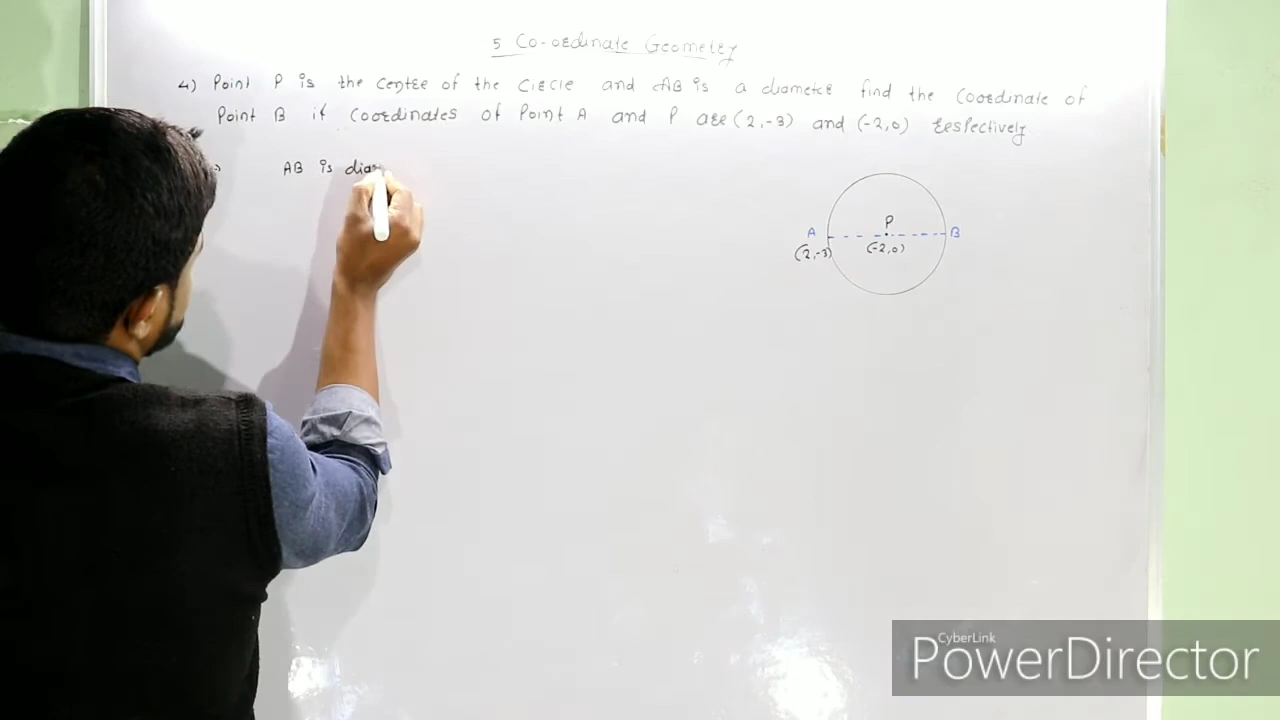 5 Co-ordinate Geometry
4) Point P is the centre of the circle and AB is a diameter find the coordinate of
Point B if coordinates of Point A and P are (2,-3) and (-2,0) respectively
AB is dia
P
A B
(2,-3) (-2,0)
CyberLink
PowerDirector